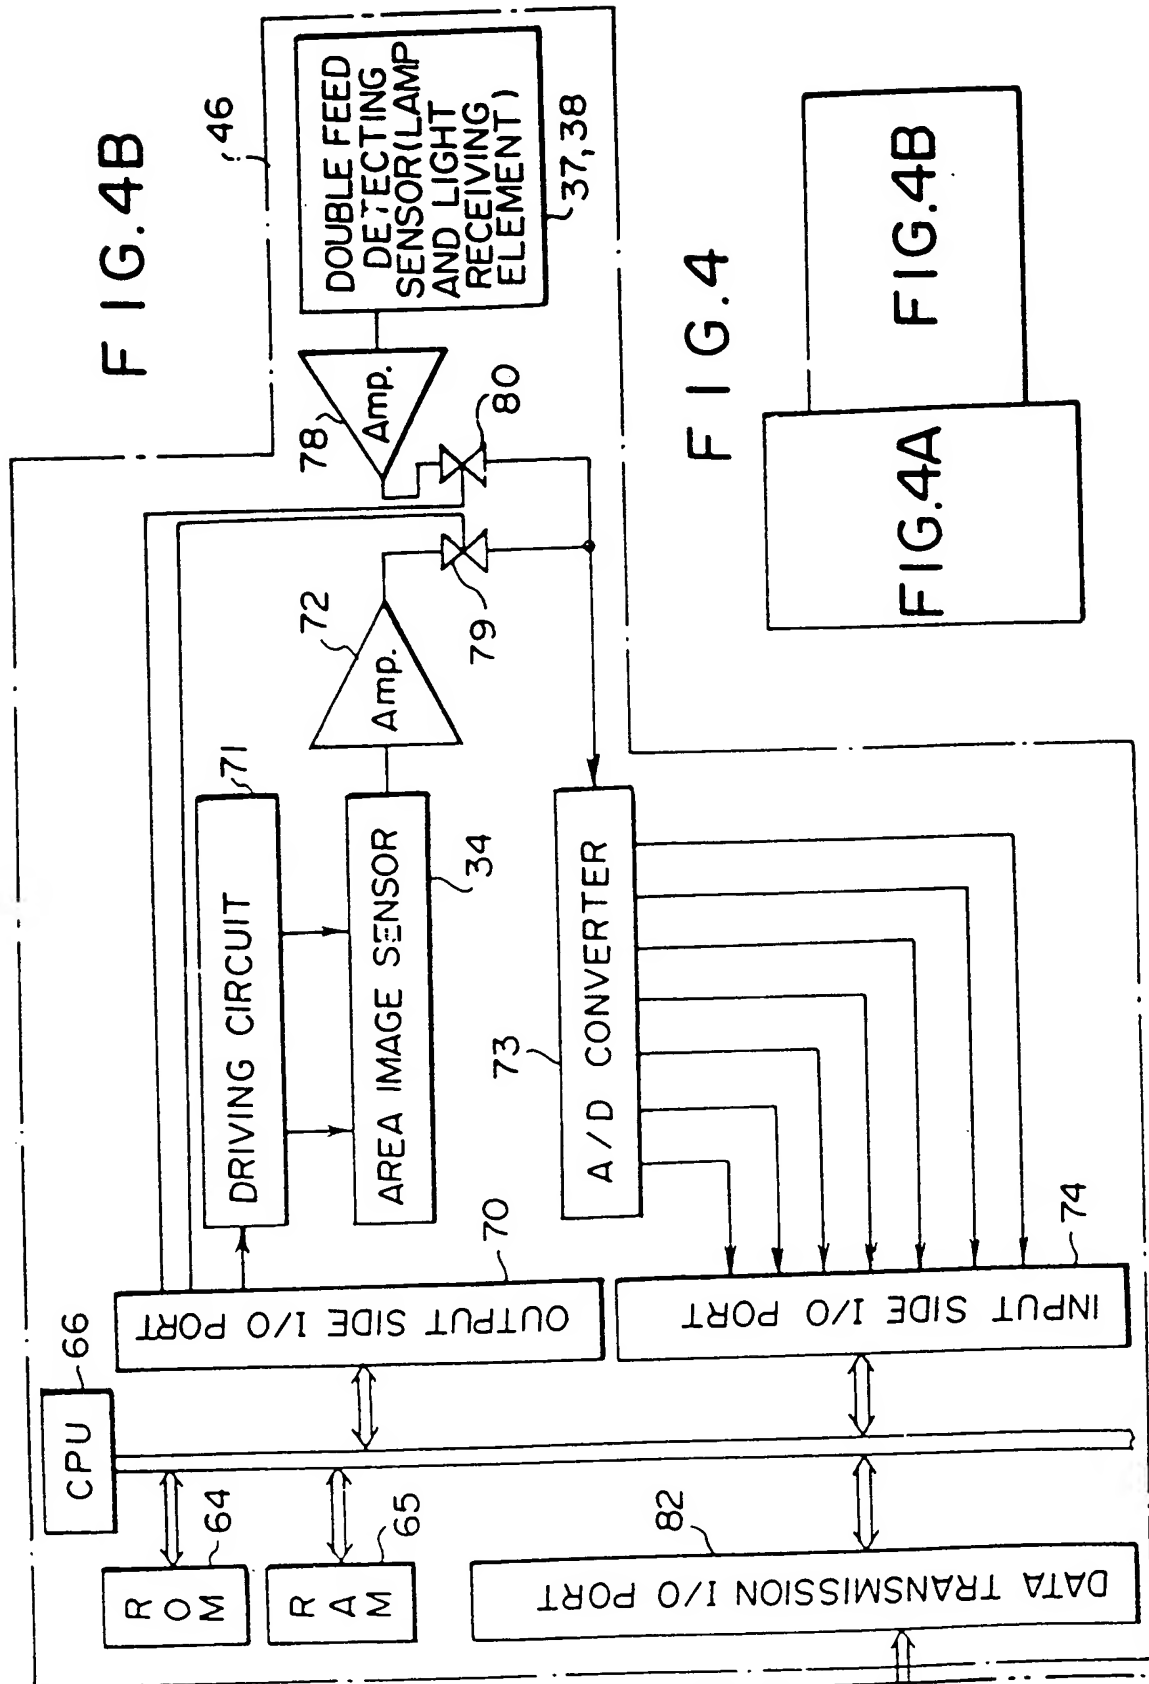 FIG.4B
46
DOUBLE FEED
DETECTING
SENSOR(LAMP
AND LIGHT
RECEIVING
ELEMENT)
37,38
78
Amp.
80
72
Amp.
79
71
DRIVING CIRCUIT
AREA IMAGE SENSOR
34
73
A/D CONVERTER
70
OUTPUT SIDE I/O PORT
74
INPUT SIDE I/O PORT
66
CPU
64
ROM
65
RAM
82
DATA TRANSMISSION I/O PORT
FIG.4
FIG.4A
FIG.4B